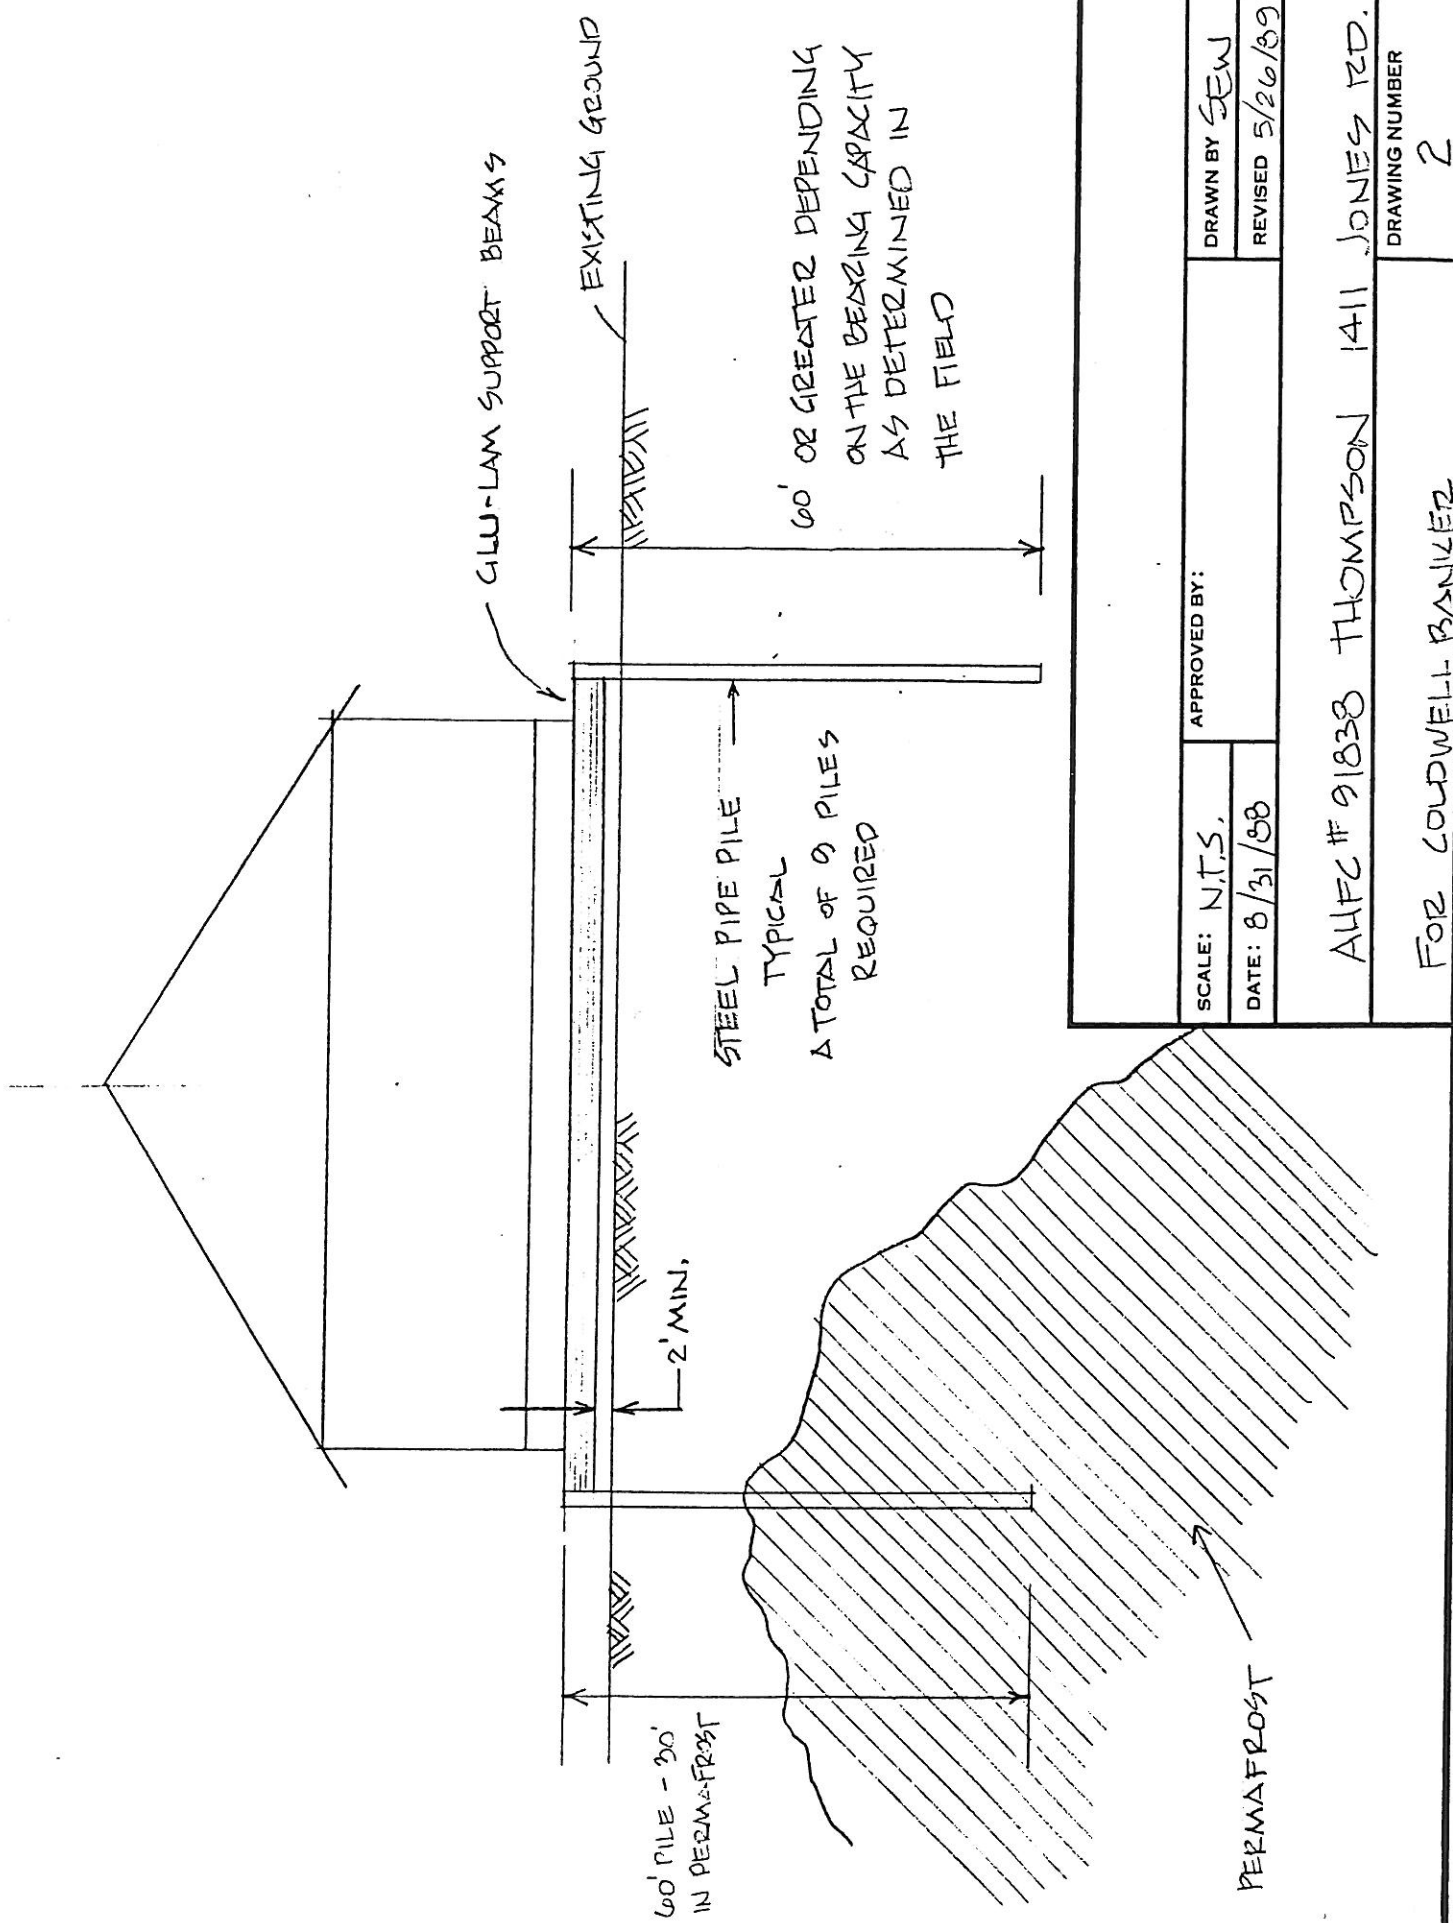 GLU-LAM SUPPORT BEAMS
EXISTING GROUND
2' MIN.
60' PILE - 30'
IN PERMAFROST
STEEL PIPE PILE
TYPICAL
A TOTAL OF 9 PILES
REQUIRED
60' OR GREATER DEPENDING
ON THE BEARING CAPACITY
AS DETERMINED IN
THE FIELD
PERMAFROST
SCALE: N.T.S.
APPROVED BY:
DRAWN BY SEW
DATE: 8/31/88
REVISED 5/26/89
AHFC # 91838 THOMPSON 1411 JONES RD.
FOR COLDWELL BANKER
DRAWING NUMBER
2